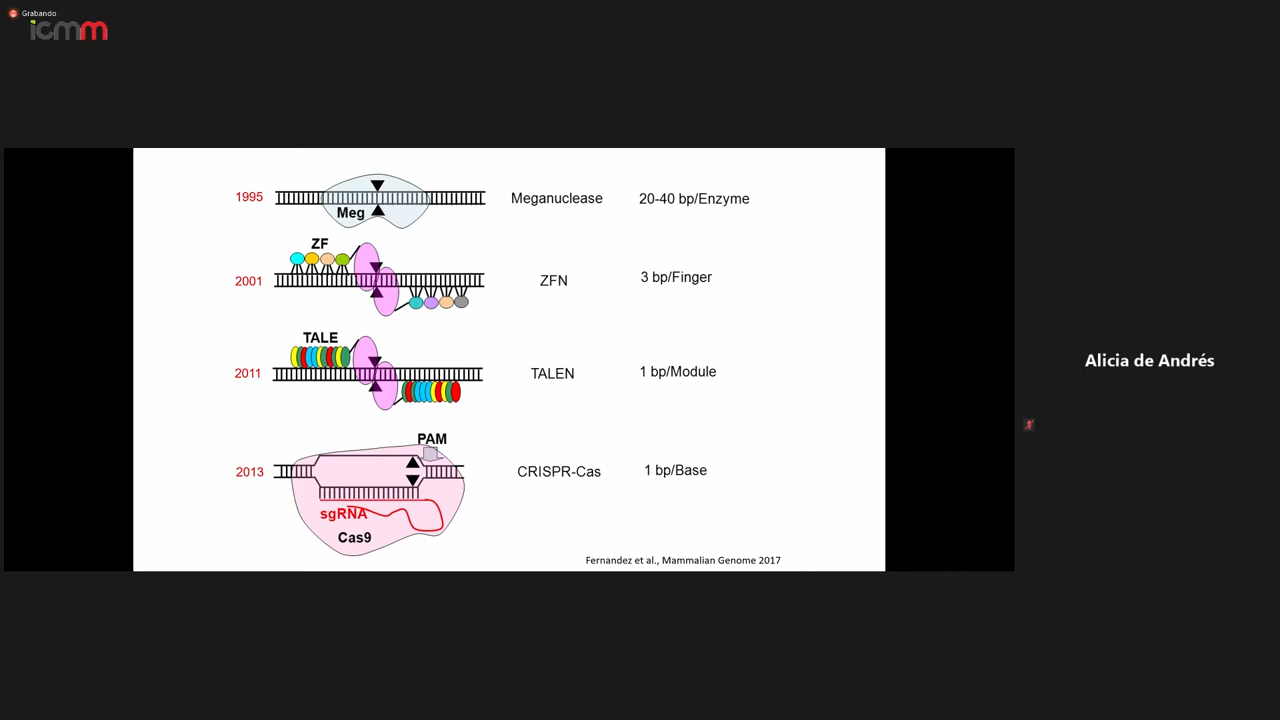 Grabando
icmm
1995
Meg
Meganuclease
20-40 bp/Enzyme
ZF
2001
ZFN
3 bp/Finger
TALE
2011
TALEN
1 bp/Module
PAM
2013
CRISPR-Cas
1 bp/Base
sgRNA
Cas9
Fernandez et al., Mammalian Genome 2017
Alicia de Andrés